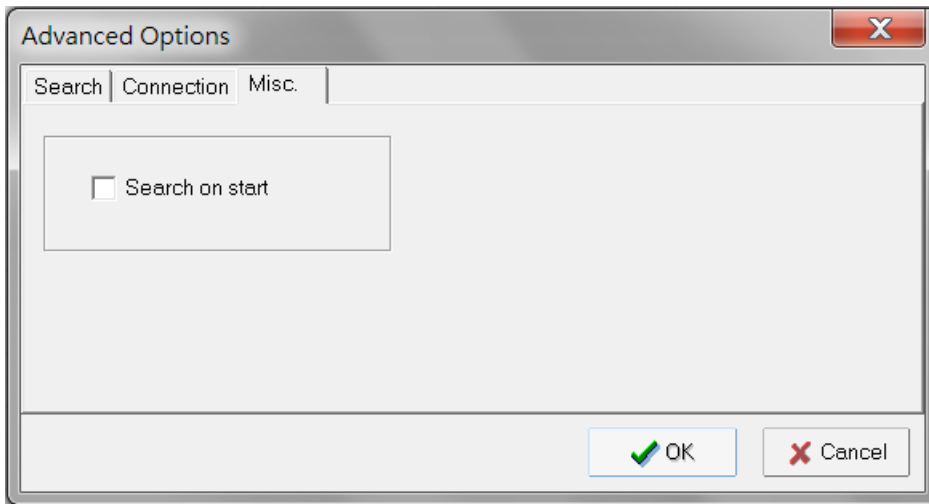 Advanced Options
Search Connection Misc.
Search on start
OK Cancel